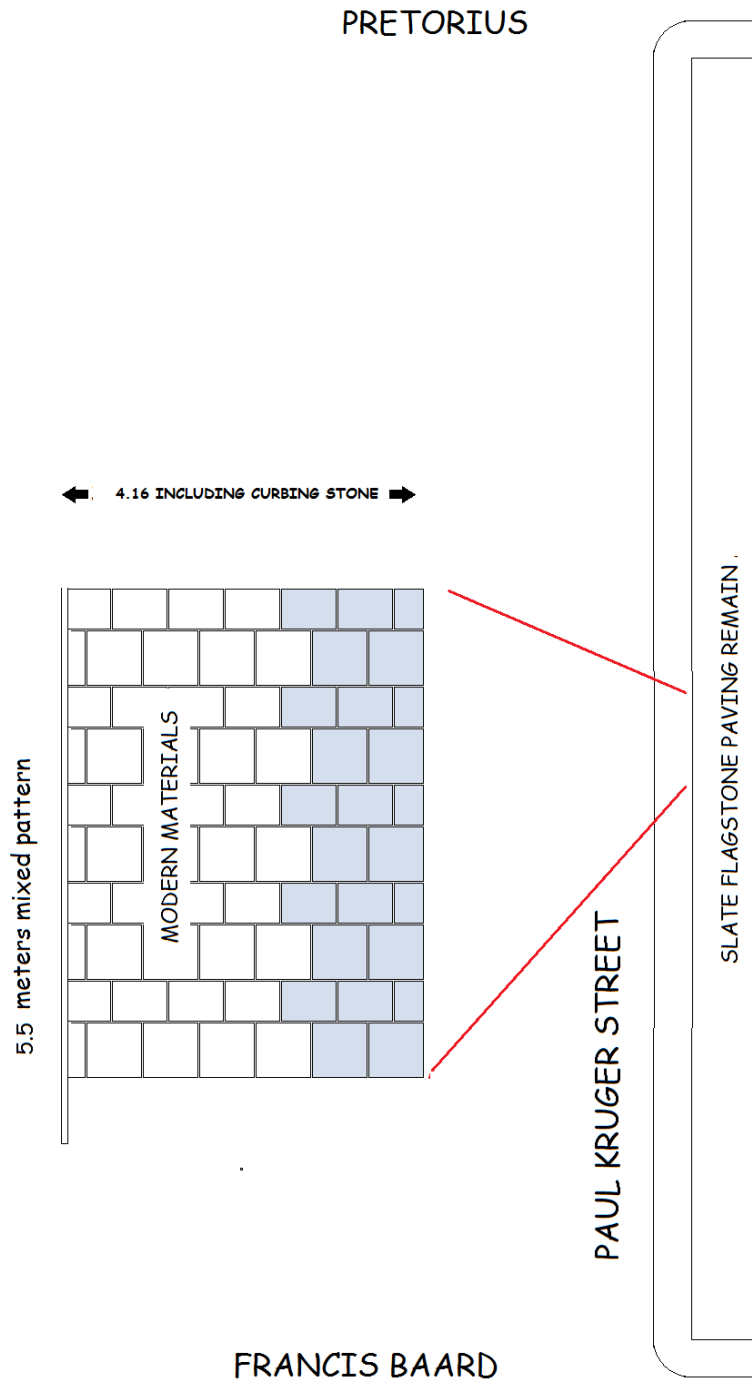 PRETORIUS
4.16 INCLUDING CURBING STONE
5.5 meters mixed pattern
MODERN MATERIALS
SLATE FLAGSTONE PAVING REMAIN .
PAUL KRUGER STREET
FRANCIS BAARD